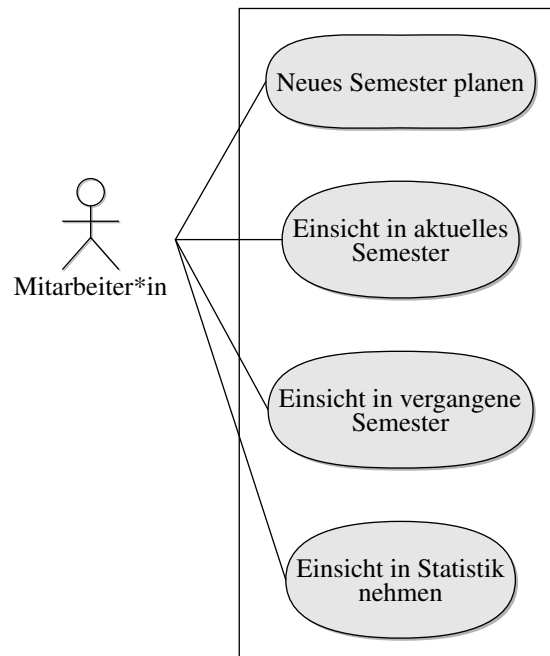 Neues Semester planen
Einsicht in aktuelles
Semester
Mitarbeiter*in
Einsicht in vergangene
Semester
Einsicht in Statistik
nehmen